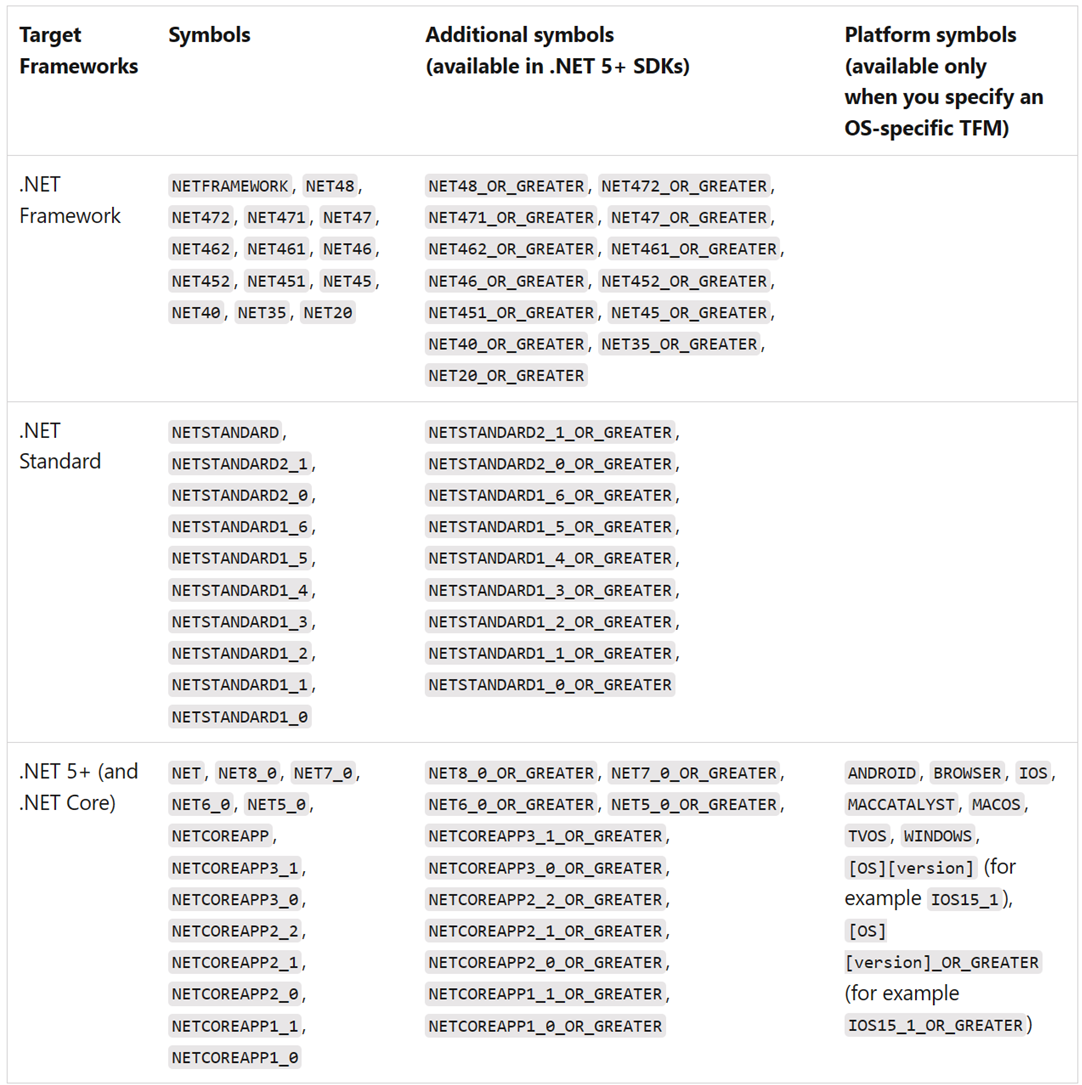 Target
Frameworks
Symbols
Additional symbols
(available in .NET 5+ SDKs)
Platform symbols
(available only
when you specify an
OS-specific TFM)
.NET
Framework
NETFRAMEWORK, NET48,
NET472, NET471, NET47,
NET462, NET461, NET46,
NET452, NET451, NET45,
NET40, NET35, NET20
NET48_OR_GREATER, NET472_OR_GREATER,
NET471_OR_GREATER, NET47_OR_GREATER,
NET462_OR_GREATER, NET461_OR_GREATER,
NET46_OR_GREATER, NET452_OR_GREATER,
NET451_OR_GREATER, NET45_OR_GREATER,
NET40_OR_GREATER, NET35_OR_GREATER,
NET20_OR_GREATER
.NET
Standard
NETSTANDARD,
NETSTANDARD2_1,
NETSTANDARD2_0,
NETSTANDARD1_6,
NETSTANDARD1_5,
NETSTANDARD1_4,
NETSTANDARD1_3,
NETSTANDARD1_2,
NETSTANDARD1_1,
NETSTANDARD1_0
NETSTANDARD2_1_OR_GREATER,
NETSTANDARD2_0_OR_GREATER,
NETSTANDARD1_6_OR_GREATER,
NETSTANDARD1_5_OR_GREATER,
NETSTANDARD1_4_OR_GREATER,
NETSTANDARD1_3_OR_GREATER,
NETSTANDARD1_2_OR_GREATER,
NETSTANDARD1_1_OR_GREATER,
NETSTANDARD1_0_OR_GREATER
.NET 5+ (and
.NET Core)
NET, NET8_0, NET7_0,
NET6_0, NET5_0,
NETCOREAPP,
NETCOREAPP3_1,
NETCOREAPP3_0,
NETCOREAPP2_2,
NETCOREAPP2_1,
NETCOREAPP2_0,
NETCOREAPP1_1,
NETCOREAPP1_0
NET8_0_OR_GREATER, NET7_0_OR_GREATER,
NET6_0_OR_GREATER, NET5_0_OR_GREATER,
NETCOREAPP3_1_OR_GREATER,
NETCOREAPP3_0_OR_GREATER,
NETCOREAPP2_2_OR_GREATER,
NETCOREAPP2_1_OR_GREATER,
NETCOREAPP2_0_OR_GREATER,
NETCOREAPP1_1_OR_GREATER,
NETCOREAPP1_0_OR_GREATER
ANDROID, BROWSER, IOS,
MACCATALYST, MACOS,
TVOS, WINDOWS,
[OS][version] (for
example IOS15_1),
[OS]
[version]_OR_GREATER
(for example
IOS15_1_OR_GREATER)